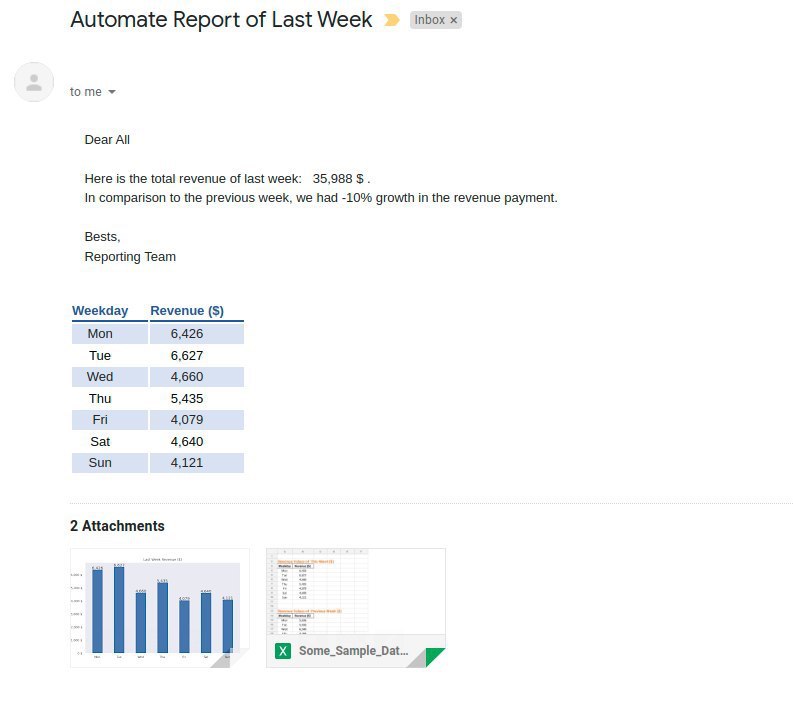 Automate Report of Last Week Inbox ×
to me
Dear All
Here is the total revenue of last week: 35,988 $ .
In comparison to the previous week, we had -10% growth in the revenue payment.
Bests,
Reporting Team
Weekday Revenue ($)
Mon 6,426
Tue 6,627
Wed 4,660
Thu 5,435
Fri 4,079
Sat 4,640
Sun 4,121
2 Attachments
Last Week Revenue ($)
Some_Sample_Dat...